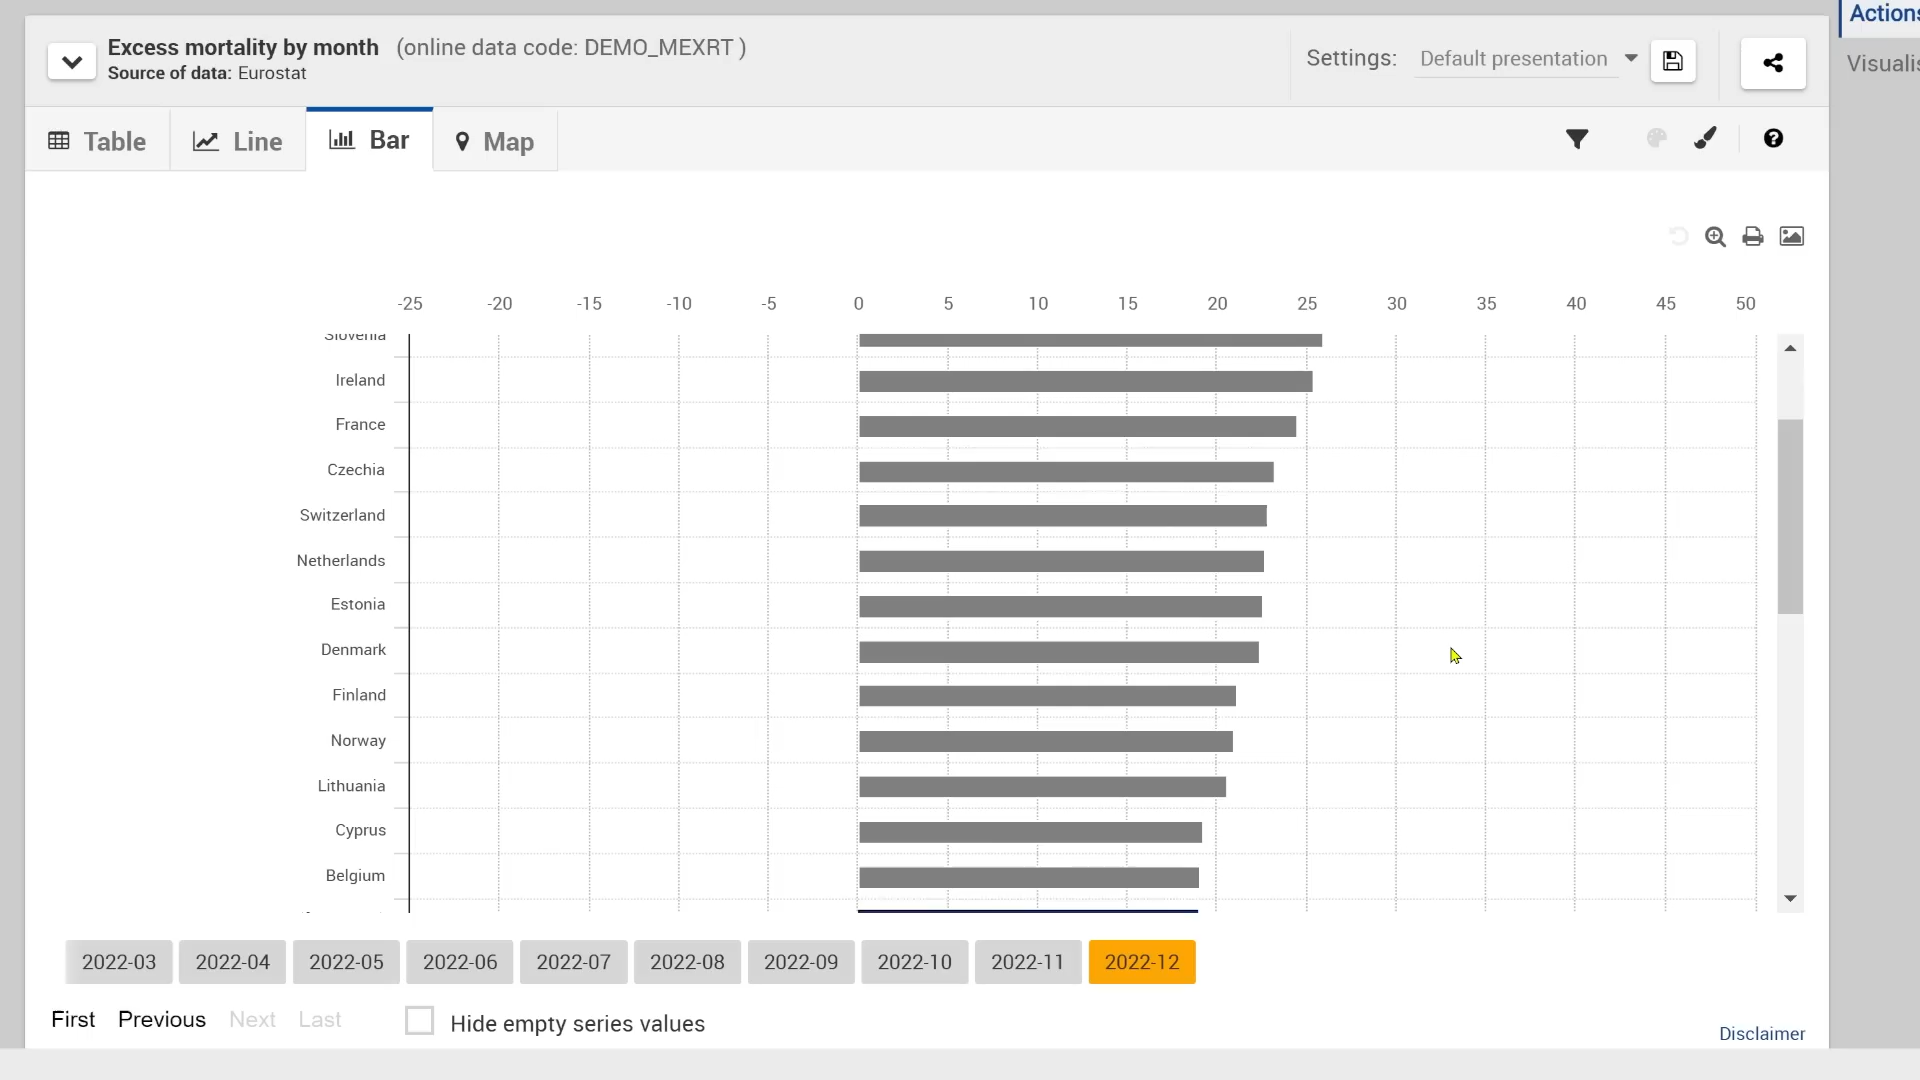 Actions
Excess mortality by month (online data code: DEMO_MEXRT )
Source of data: Eurostat
Settings: Default presentation
Visualis
Table Line Bar Map
-25 -20 -15 -10 -5 0 5 10 15 20 25 30 35 40 45 50
Slovenia
Ireland
France
Czechia
Switzerland
Netherlands
Estonia
Denmark
Finland
Norway
Lithuania
Cyprus
Belgium
2022-03 2022-04 2022-05 2022-06 2022-07 2022-08 2022-09 2022-10 2022-11 2022-12
First Previous Next Last Hide empty series values
Disclaimer